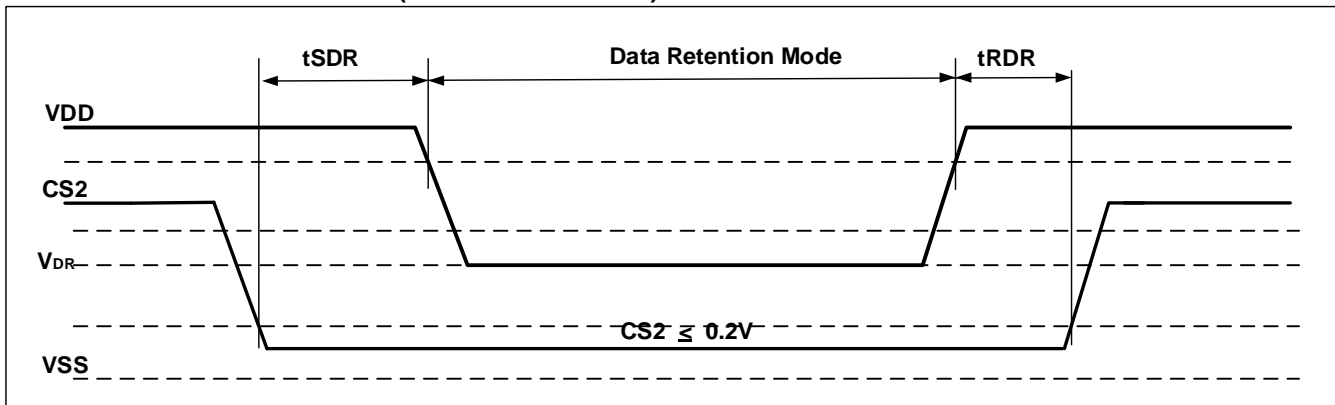 tSDR
Data Retention Mode
tRDR
VDD
CS2
VDR
CS2 ≤ 0.2V
VSS